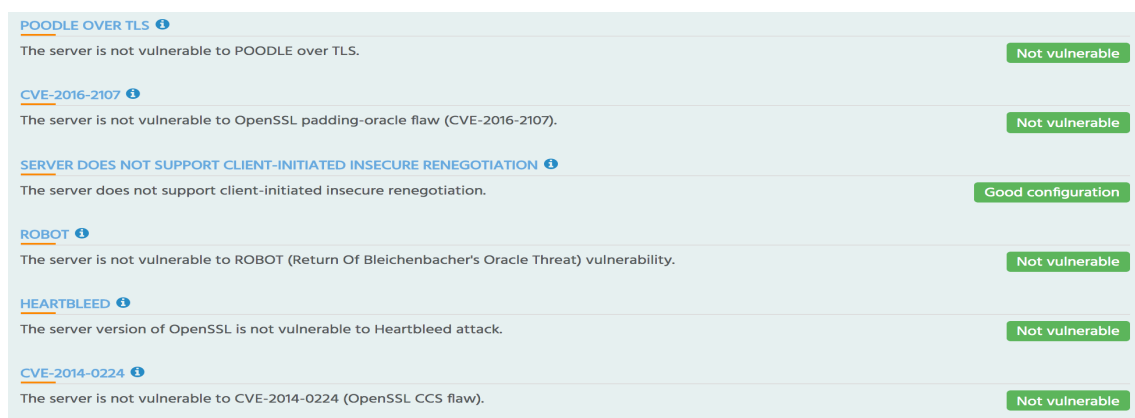 POODLE OVER TLS
The server is not vulnerable to POODLE over TLS.
Not vulnerable
CVE-2016-2107
The server is not vulnerable to OpenSSL padding-oracle flaw (CVE-2016-2107).
Not vulnerable
SERVER DOES NOT SUPPORT CLIENT-INITIATED INSECURE RENEGOTIATION
The server does not support client-initiated insecure renegotiation.
Good configuration
ROBOT
The server is not vulnerable to ROBOT (Return Of Bleichenbacher's Oracle Threat) vulnerability.
Not vulnerable
HEARTBLEED
The server version of OpenSSL is not vulnerable to Heartbleed attack.
Not vulnerable
CVE-2014-0224
The server is not vulnerable to CVE-2014-0224 (OpenSSL CCS flaw).
Not vulnerable